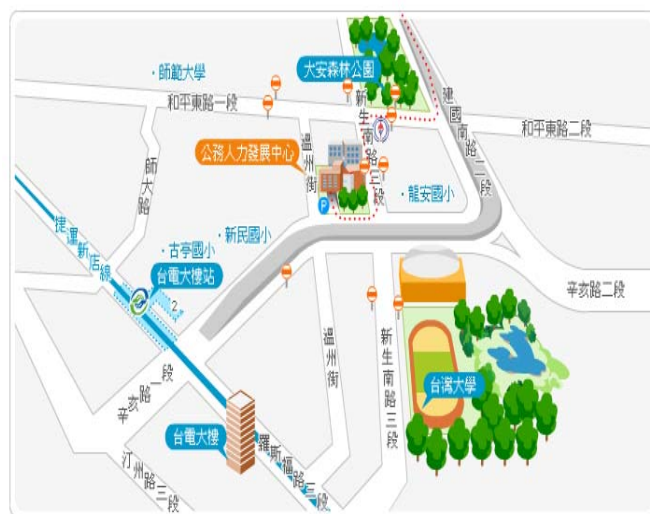 大安森林公園
·師範大學
和平東路一段
新生南路三段
建國南路二段
和平東路二段
公務人力發展中心
溫州街
師大路
·龍安國小
P
捷運新店線
·新民國小
·古亭國小
台電大樓站
2
辛亥路二段
溫州街
新生南路三段
台灣大學
辛亥路一段
台電大樓
羅斯福路三段
汀州路三段